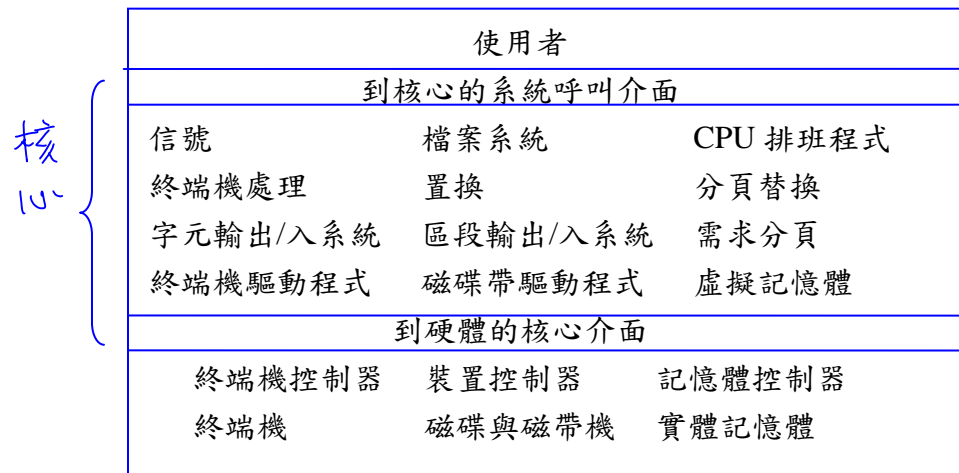 使用者
到核心的系統呼叫介面
核心
信號 檔案系統 CPU 排班程式
終端機處理 置換 分頁替換
字元輸出/入系統 區段輸出/入系統 需求分頁
終端機驅動程式 磁碟帶驅動程式 虛擬記憶體
到硬體的核心介面
終端機控制器 裝置控制器 記憶體控制器
終端機 磁碟與磁帶機 實體記憶體